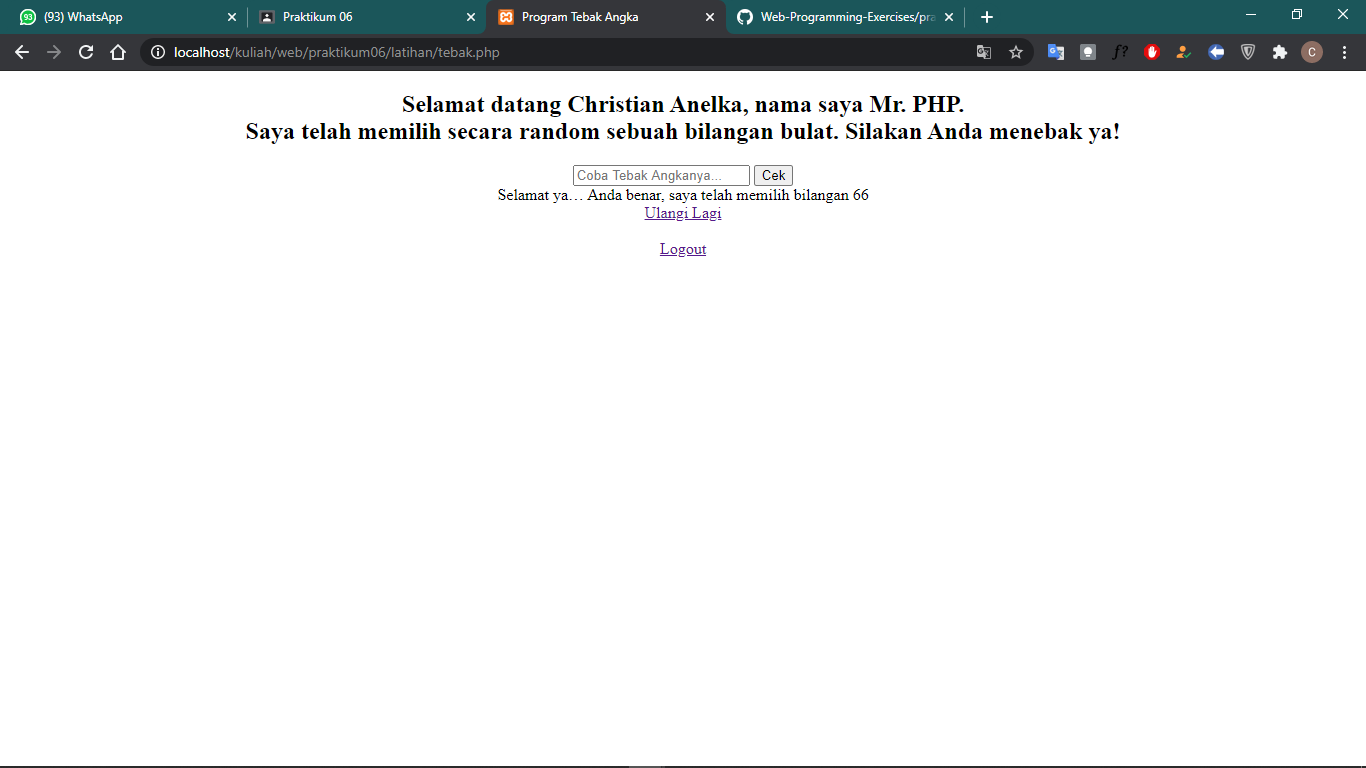 93 (93) WhatsApp
Praktikum 06
Program Tebak Angka
Web-Programming-Exercises/pra
localhost/kuliah/web/praktikum06/latihan/tebak.php
f?
C
Selamat datang Christian Anelka, nama saya Mr. PHP.
Saya telah memilih secara random sebuah bilangan bulat. Silakan Anda menebak ya!
Coba Tebak Angkanya... Cek
Selamat ya… Anda benar, saya telah memilih bilangan 66
Ulangi Lagi
Logout